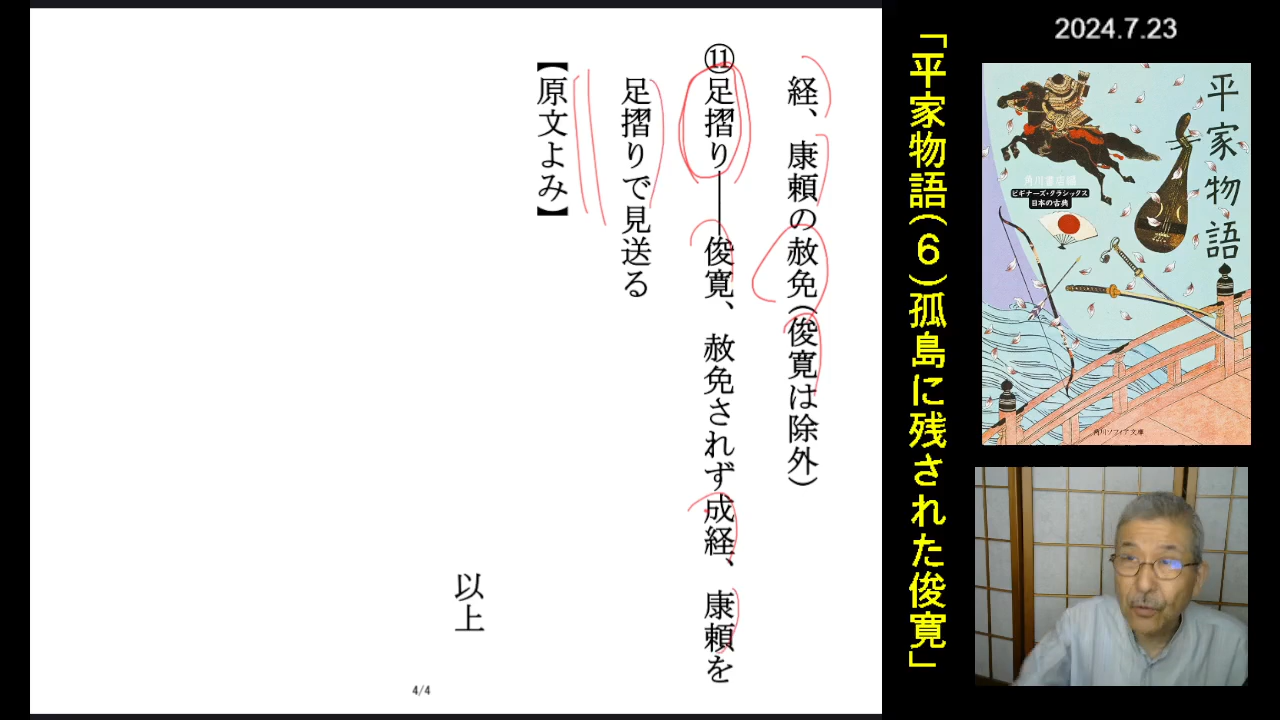 経、康頼の赦免(俊寛は除外)
⑪足摺り――俊寛、赦免されず成経、康頼を
足摺りで見送る
【原文よみ】
以上
4/4
「平家物語(6)孤島に残された俊寛」
2024.7.23
平家物語
角川書店編
ビギナーズ・クラシックス
日本の古典
角川ソフィア文庫